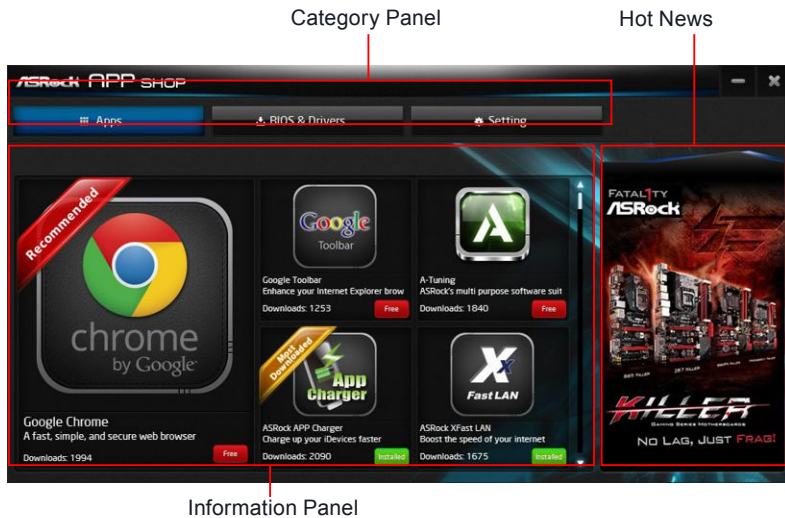 Category Panel
Hot News
ASRock APP SHOP
Apps
BIOS & Drivers
Setting
Recommended
chrome
by Google
Google Chrome
A fast, simple, and secure web browser
Downloads: 1994
Free
Google
Toolbar
Google Toolbar
Enhance your Internet Explorer brow
Downloads: 1253
Free
A
A-Tuning
ASRock's multi purpose software suit
Downloads: 1840
Free
Most
Downloaded
App
Charger
ASRock APP Charger
Charge up your iDevices faster
Downloads: 2090
Installed
X
Fast LAN
ASRock XFast LAN
Boost the speed of your internet
Downloads: 1675
Installed
FATAL1TY
ASRock
KILLER
GAMING SERIES MOTHERBOARDS
NO LAG, JUST FRAG!
Information Panel